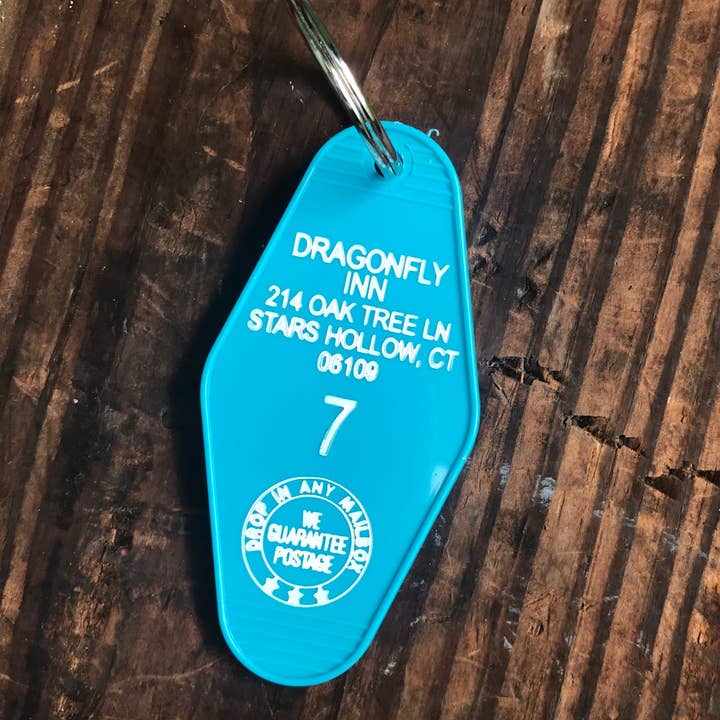 DRAGONFLY
INN
214 OAK TREE LN
STARS HOLLOW, CT
06109
7
DROP IN ANY MAILBOX
WE
GUARANTEE
POSTAGE